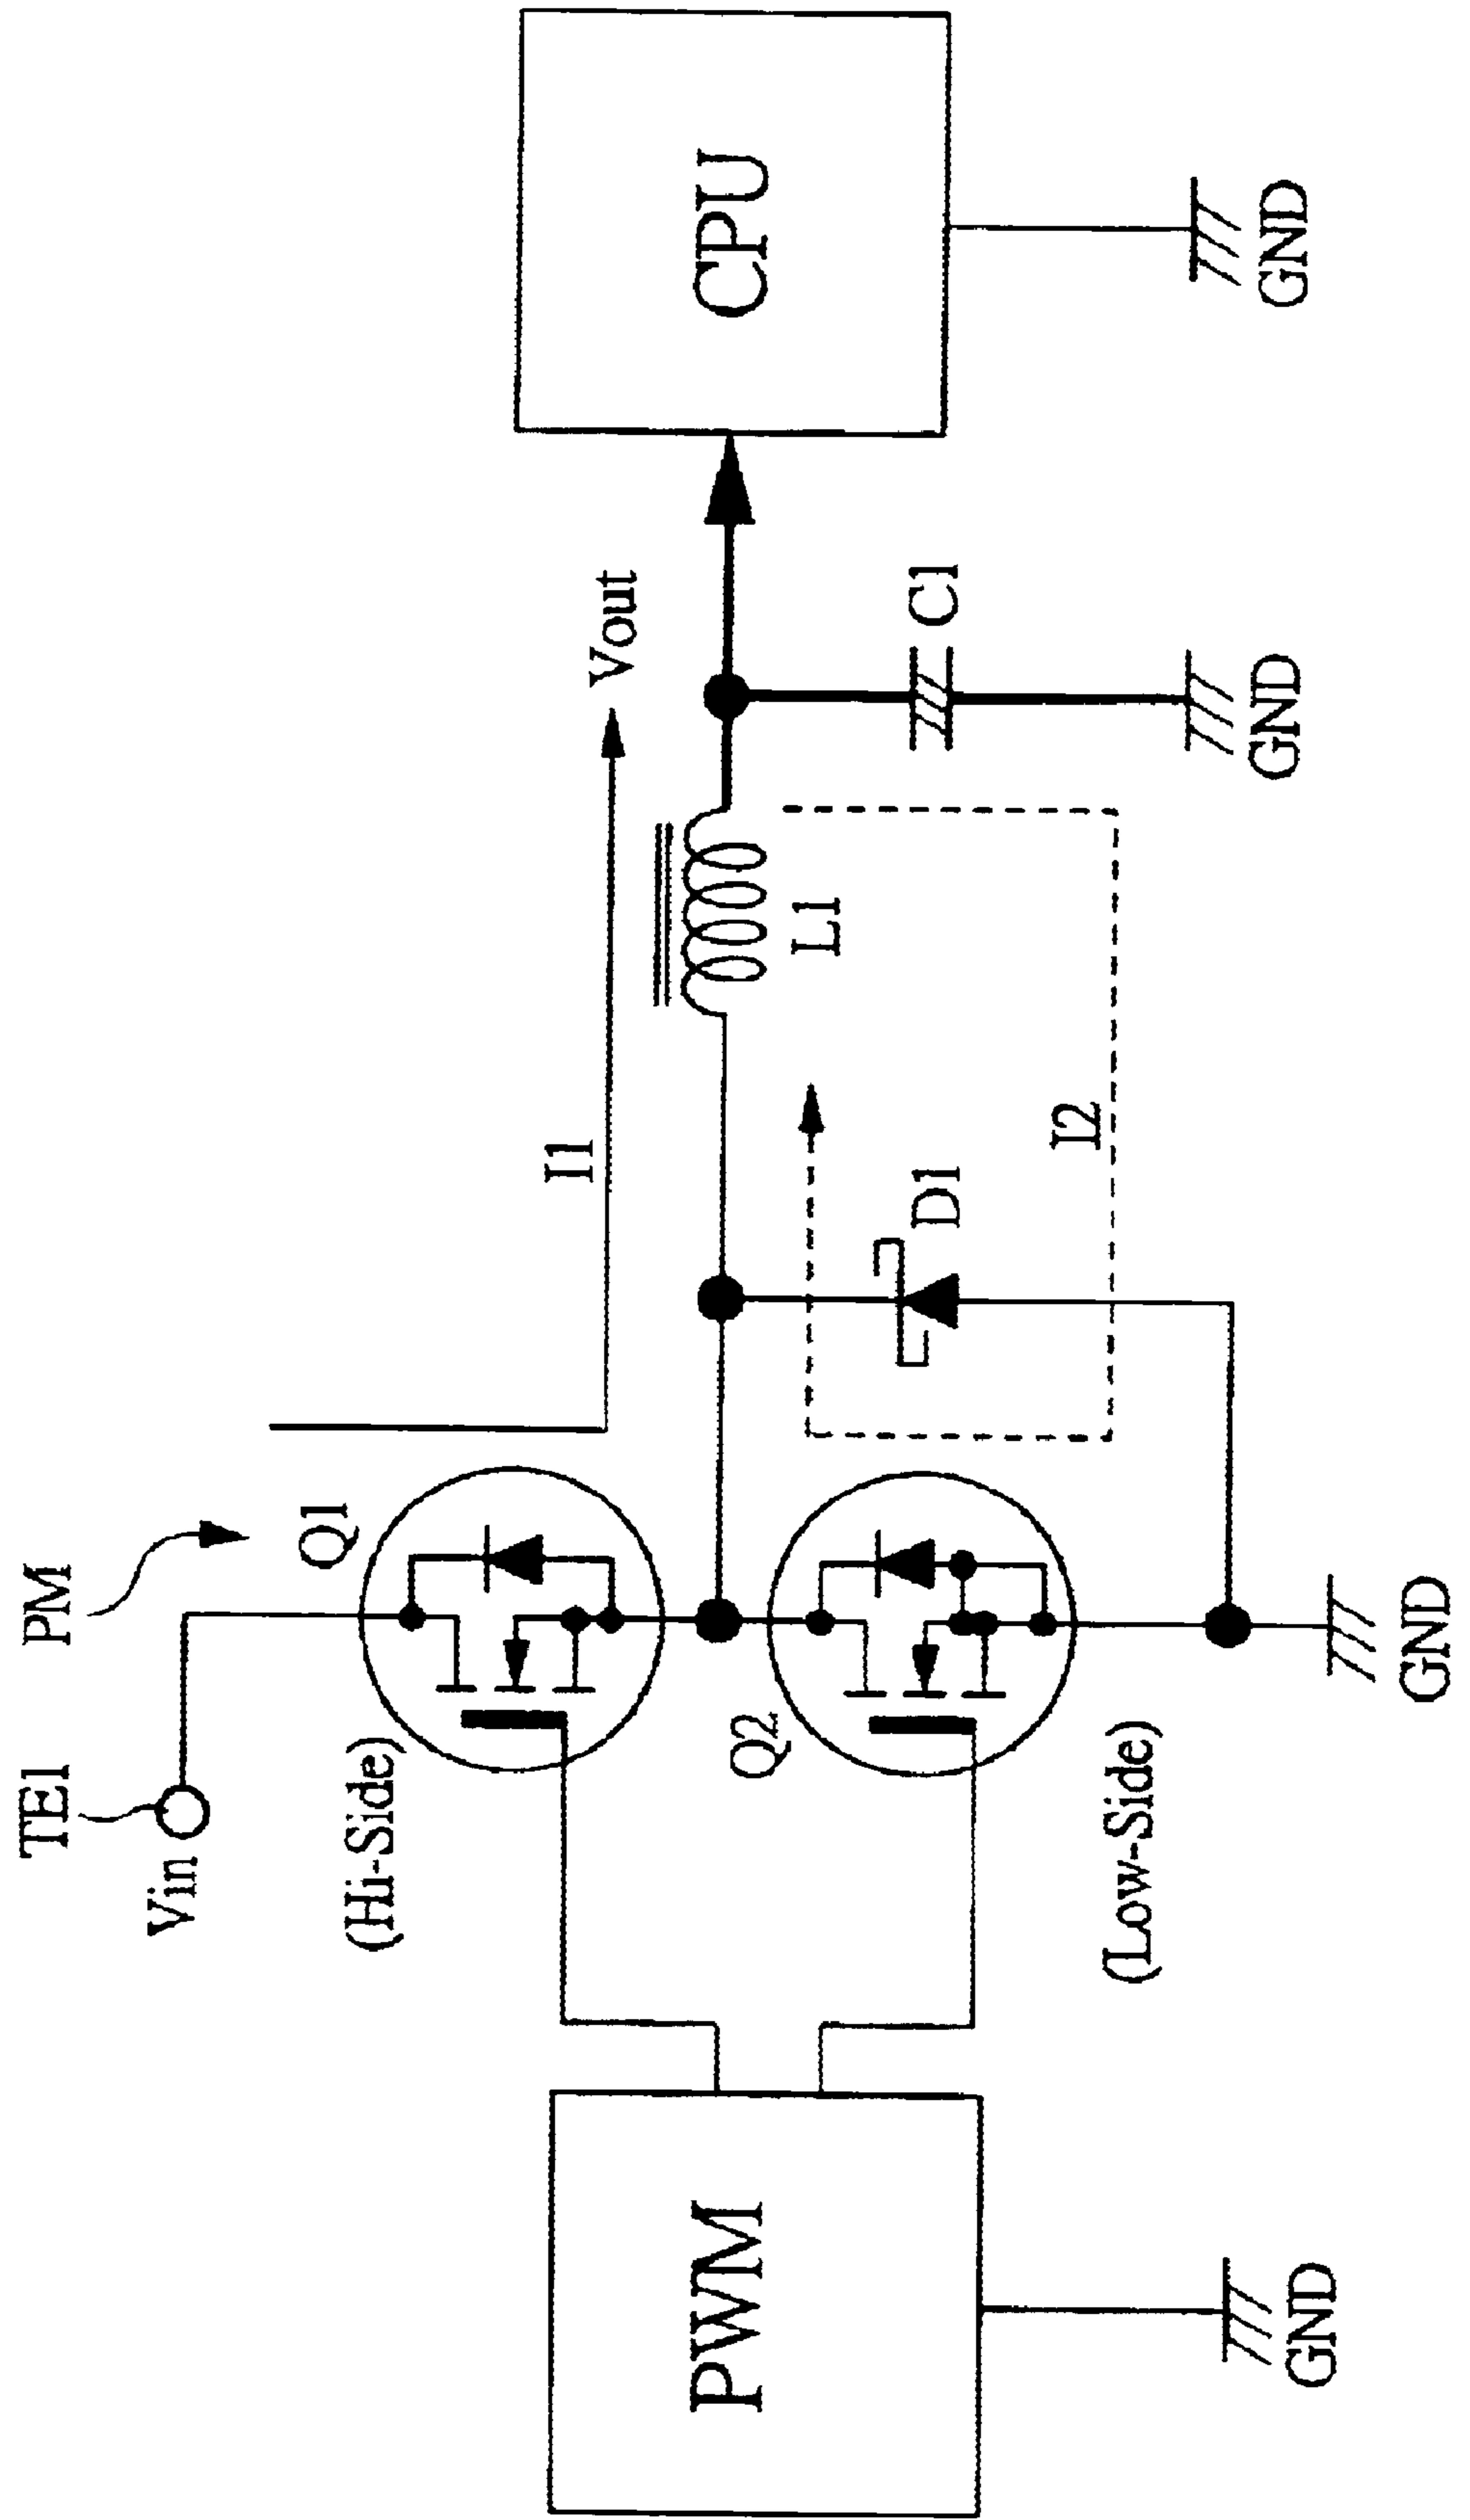 TE1
PM
Vin
(Hi-Side)
Q1
I1
Vout
PWM
Q2
L1
CPU
D1
C1
I2
(Low-Side)
GND
GND
GND
GND